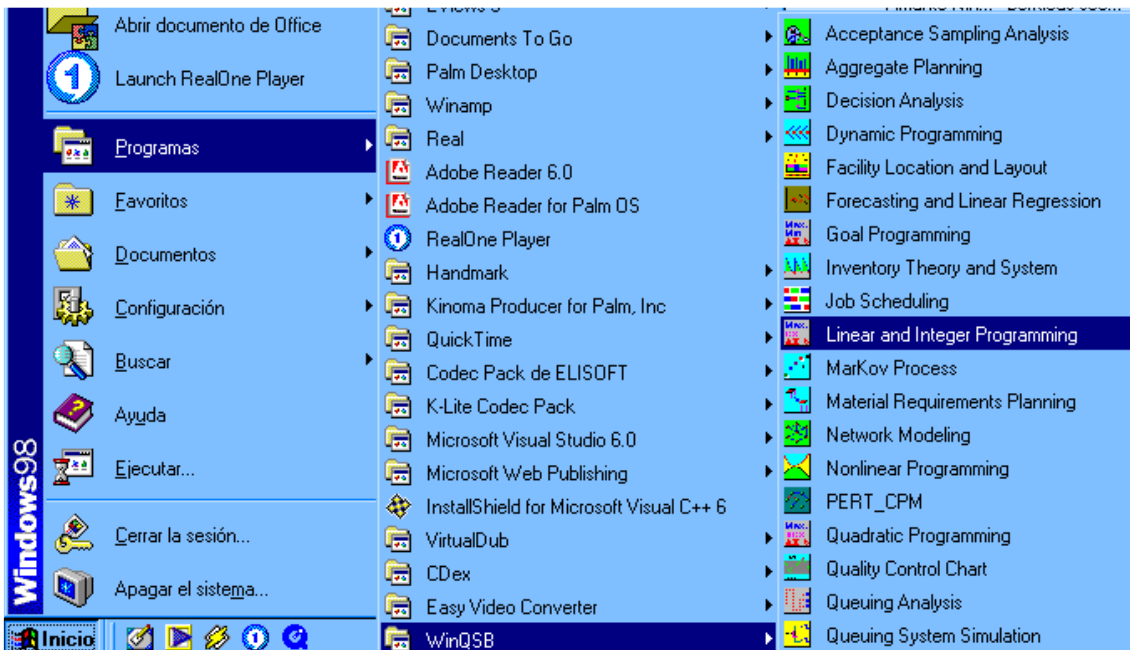 Abrir documento de Office
Launch RealOne Player
Programas
Favoritos
Documentos
Configuración
Buscar
Ayuda
Ejecutar...
Cerrar la sesión...
Apagar el sistema...
Windows98
Inicio
Documents To Go
Palm Desktop
Winamp
Real
Adobe Reader 6.0
Adobe Reader for Palm OS
RealOne Player
Handmark
Kinoma Producer for Palm, Inc
QuickTime
Codec Pack de ELISOFT
K-Lite Codec Pack
Microsoft Visual Studio 6.0
Microsoft Web Publishing
InstallShield for Microsoft Visual C++ 6
VirtualDub
CDex
Easy Video Converter
WinQSB
Acceptance Sampling Analysis
Aggregate Planning
Decision Analysis
Dynamic Programming
Facility Location and Layout
Forecasting and Linear Regression
Goal Programming
Inventory Theory and System
Job Scheduling
Linear and Integer Programming
MarKov Process
Material Requirements Planning
Network Modeling
Nonlinear Programming
PERT_CPM
Quadratic Programming
Quality Control Chart
Queuing Analysis
Queuing System Simulation